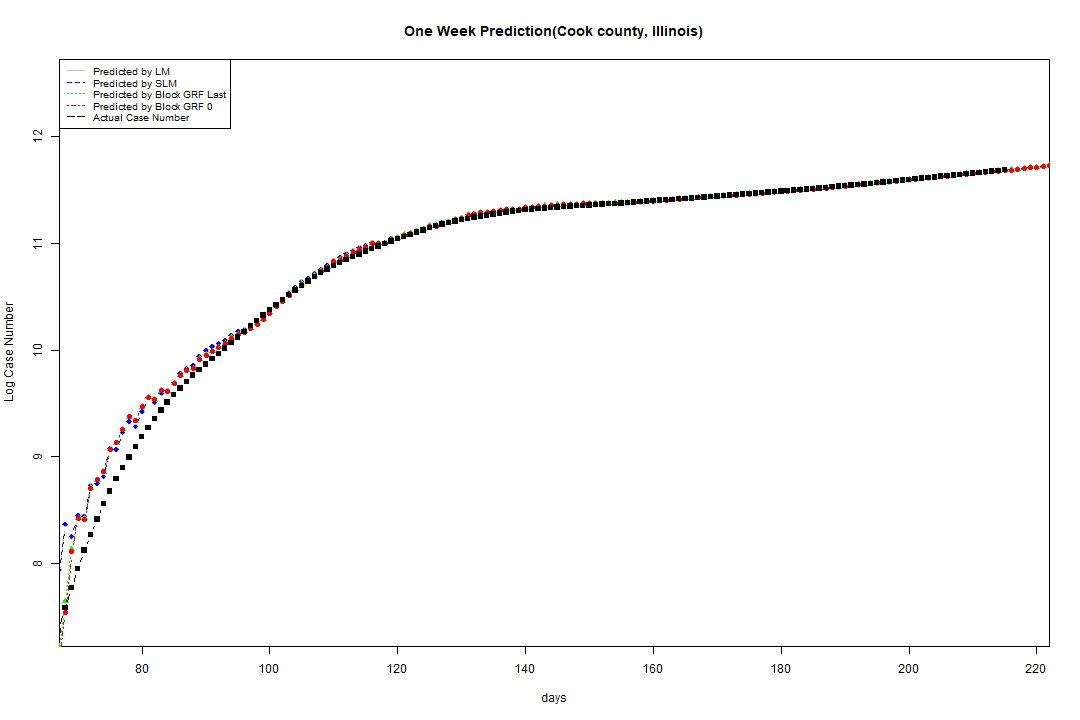 One Week Prediction(Cook county, Illinois)
Predicted by LM
Predicted by SLM
Predicted by Block GRF Last
Predicted by Block GRF 0
Actual Case Number
12
11
10
9
8
Log Case Number
80 100 120 140 160 180 200 220
days